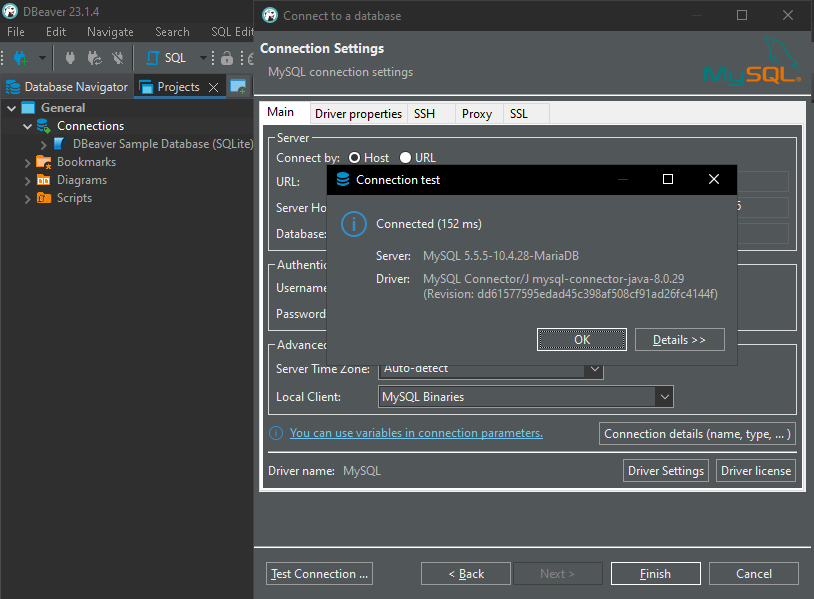 DBeaver 23.1.4
File Edit Navigate Search SQL Edit
SQL
Database Navigator Projects
General
Connections
DBeaver Sample Database (SQLite)
Bookmarks
Diagrams
Scripts
Connect to a database
Connection Settings
MySQL connection settings
MySQL
Main Driver properties SSH Proxy SSL
Server
Connect by: Host URL
URL:
Server Ho
Database:
Authentic
Username
Password
Advanced
Server Time Zone: Auto-detect
Local Client: MySQL Binaries
You can use variables in connection parameters.
Connection details (name, type, ... )
Driver name: MySQL
Driver Settings Driver license
Test Connection ... < Back Next > Finish Cancel
Connection test
Connected (152 ms)
Server: MySQL 5.5.5-10.4.28-MariaDB
Driver: MySQL Connector/J mysql-connector-java-8.0.29
(Revision: dd61577595edad45c398af508cf91ad26fc4144f)
OK Details >>